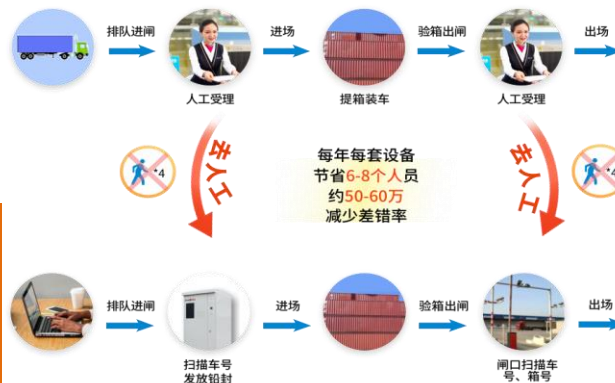 排队进闸
进场
验箱出闸
出场
人工受理
提箱装车
人工受理
去人工
去人工
*4
*4
每年每套设备
节省6-8个人员
约50-60万
减少差错率
排队进闸
进场
验箱出闸
出场
扫描车号
发放铅封
闸口扫描车
号、箱号